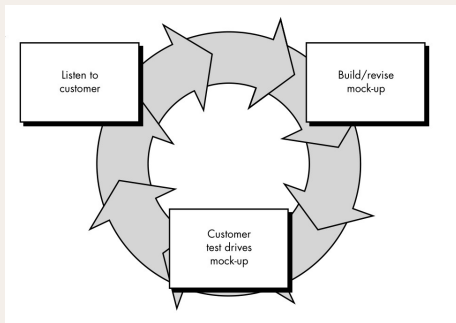 Listen to
customer
Build/revise
mock-up
Customer
test drives
mock-up